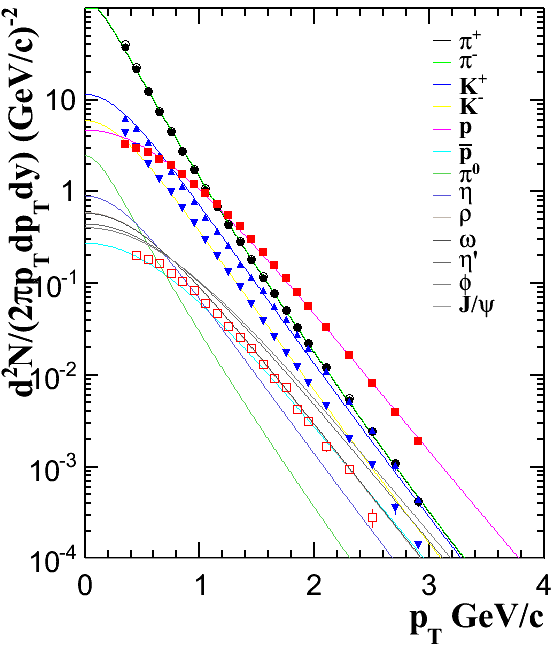 d²N/(2πp_T dp_T dy) (GeV/c)⁻²
10
1
10⁻¹
10⁻²
10⁻³
10⁻⁴
π⁺
π⁻
K⁺
K⁻
p
p̅
π⁰
η
ρ
ω
η'
ϕ
J/ψ
0 1 2 3 4
p_T GeV/c